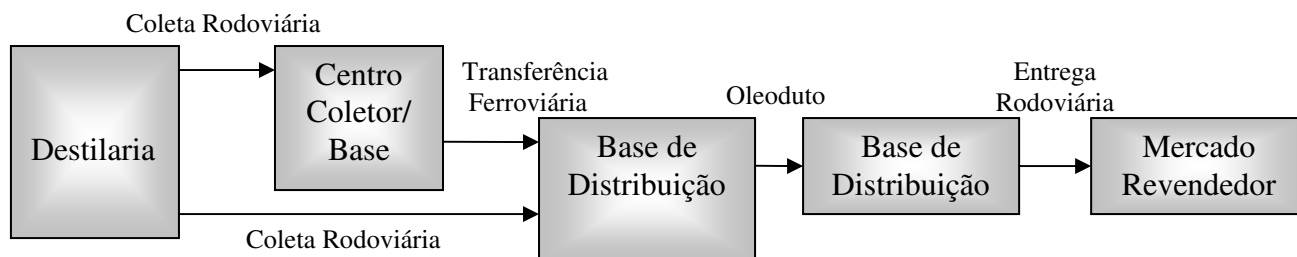 Coleta Rodoviária
Destilaria
Centro
Coletor/
Base
Transferência
Ferroviária
Coleta Rodoviária
Base de
Distribuição
Oleoduto
Base de
Distribuição
Entrega
Rodoviária
Mercado
Revendedor